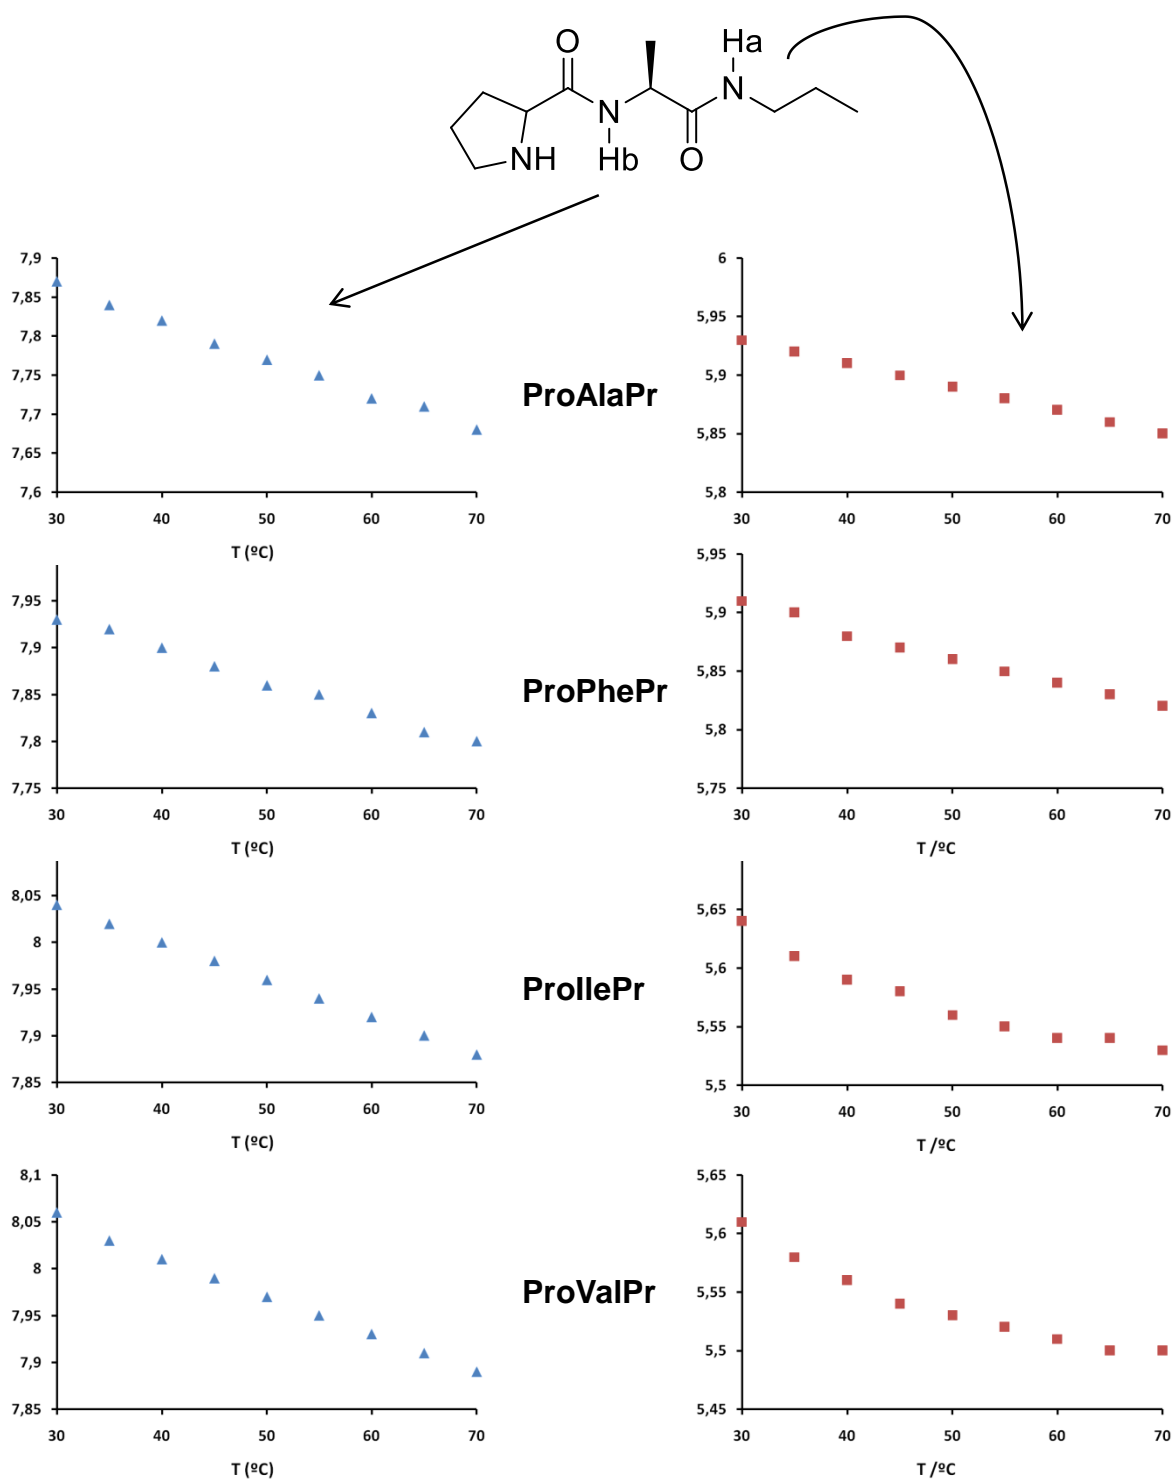 O
Ha
N
N
Hb
O
NH
7,9
7,85
7,8
7,75
7,7
7,65
7,6
30 40 50 60 70
T (ºC)
ProAlaPr
6
5,95
5,9
5,85
5,8
30 40 50 60 70
7,95
7,9
7,85
7,8
7,75
30 40 50 60 70
T (ºC)
ProPhePr
5,95
5,9
5,85
5,8
5,75
30 40 50 60 70
T /ºC
8,05
8
7,95
7,9
7,85
30 40 50 60 70
T (ºC)
ProIlePr
5,65
5,6
5,55
5,5
30 40 50 60 70
T /ºC
8,1
8,05
8
7,95
7,9
7,85
30 40 50 60 70
T (ºC)
ProValPr
5,65
5,6
5,55
5,5
5,45
30 40 50 60 70
T /ºC